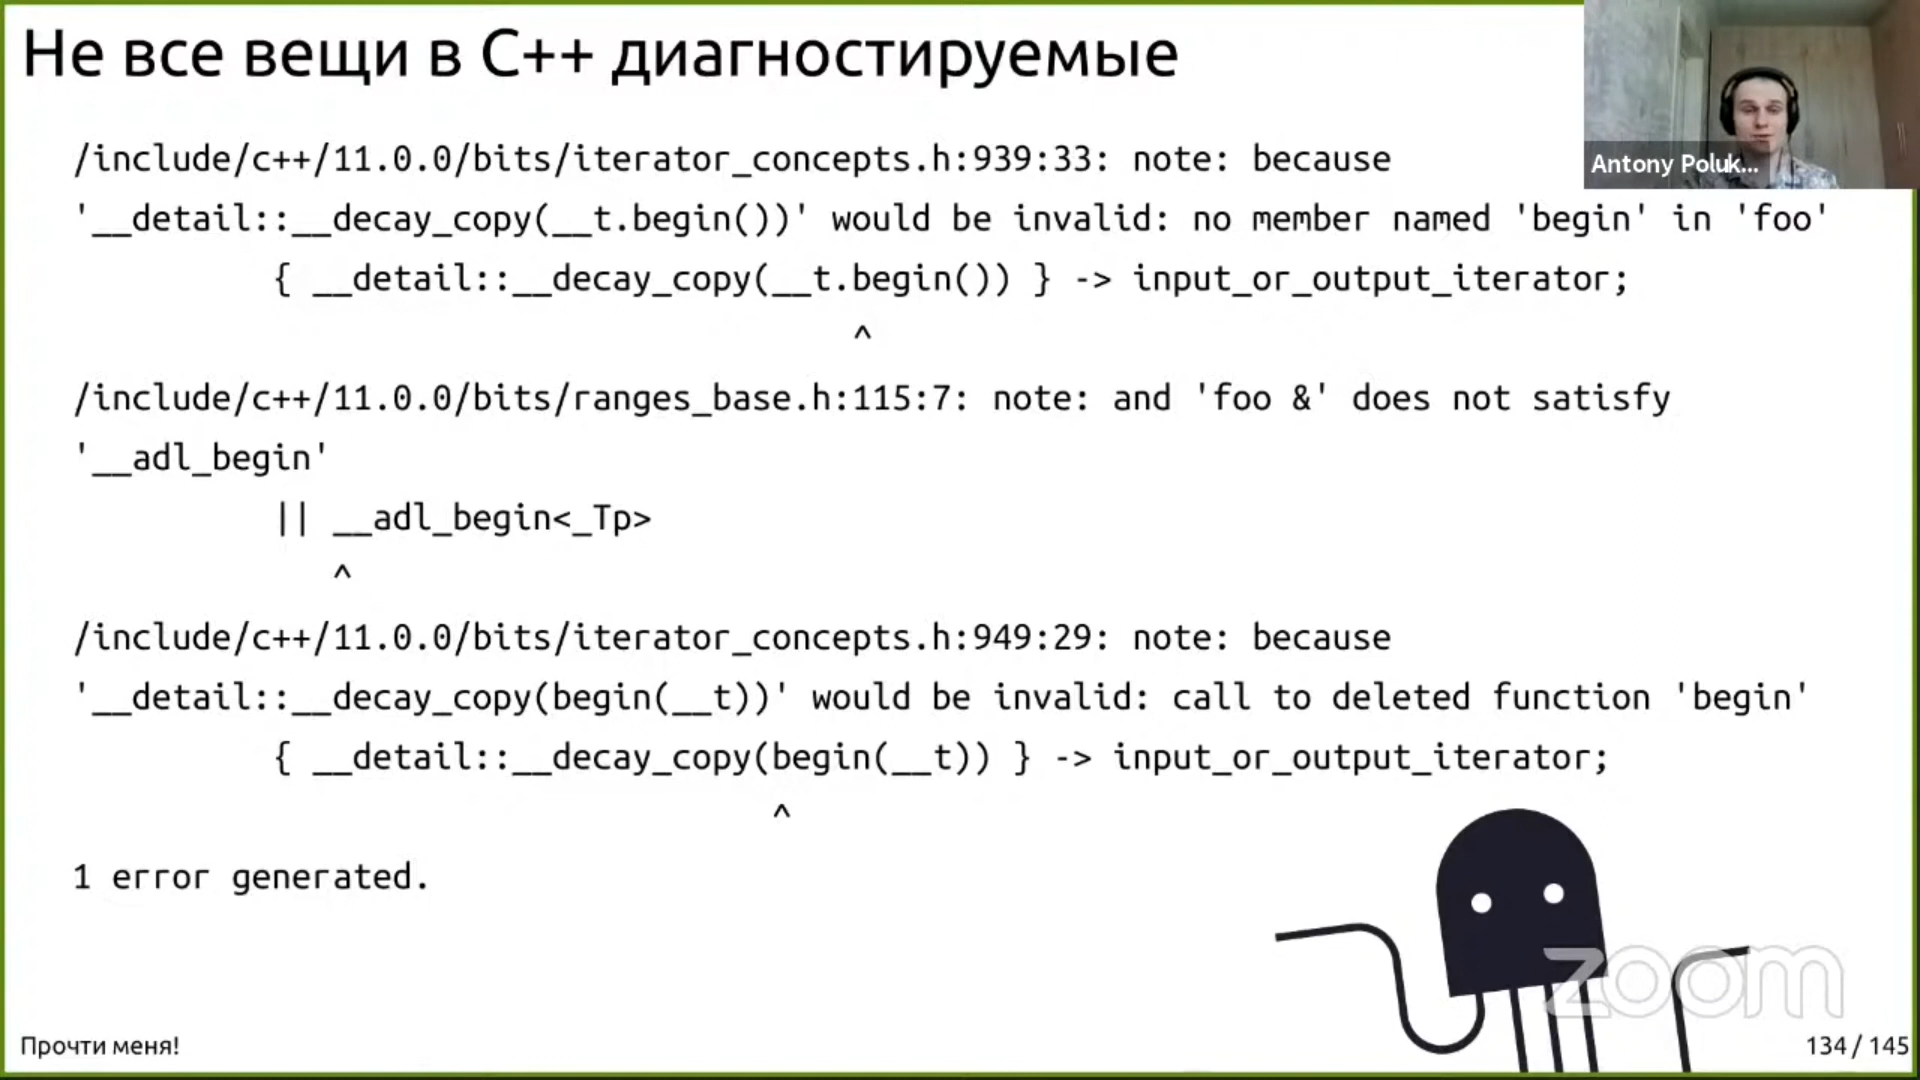 Не все вещи в C++ диагностируемые
Antony Poluk...
/include/c++/11.0.0/bits/iterator_concepts.h:939:33: note: because
'__detail::__decay_copy(__t.begin())' would be invalid: no member named 'begin' in 'foo'
{ __detail::__decay_copy(__t.begin()) } -> input_or_output_iterator;
^
/include/c++/11.0.0/bits/ranges_base.h:115:7: note: and 'foo &' does not satisfy
'__adl_begin'
|| __adl_begin<_Tp>
^
/include/c++/11.0.0/bits/iterator_concepts.h:949:29: note: because
'__detail::__decay_copy(begin(__t))' would be invalid: call to deleted function 'begin'
{ __detail::__decay_copy(begin(__t)) } -> input_or_output_iterator;
^
1 error generated.
zoom
Прочти меня!
134 / 145